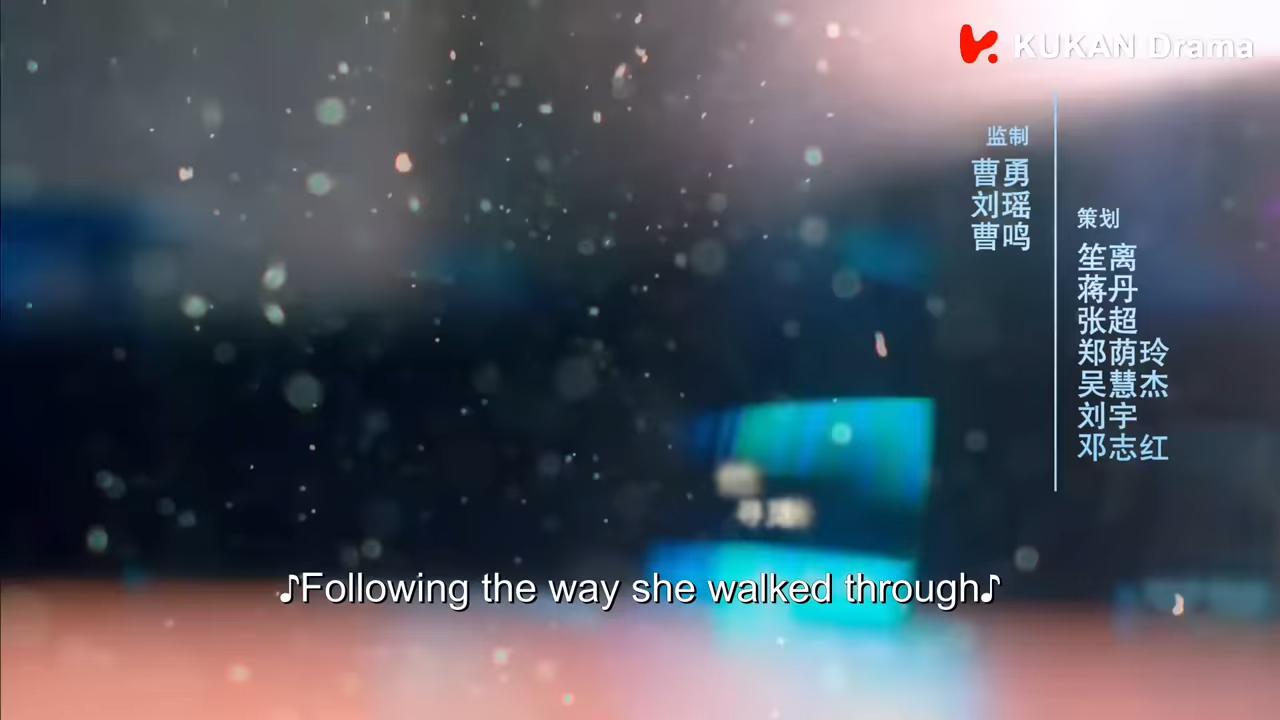 KUKAN Drama
监制
曹勇
刘瑶
曹鸣
策划
笙离
蒋丹
张超
郑荫玲
吴慧杰
刘宇
邓志红
♪Following the way she walked through♪